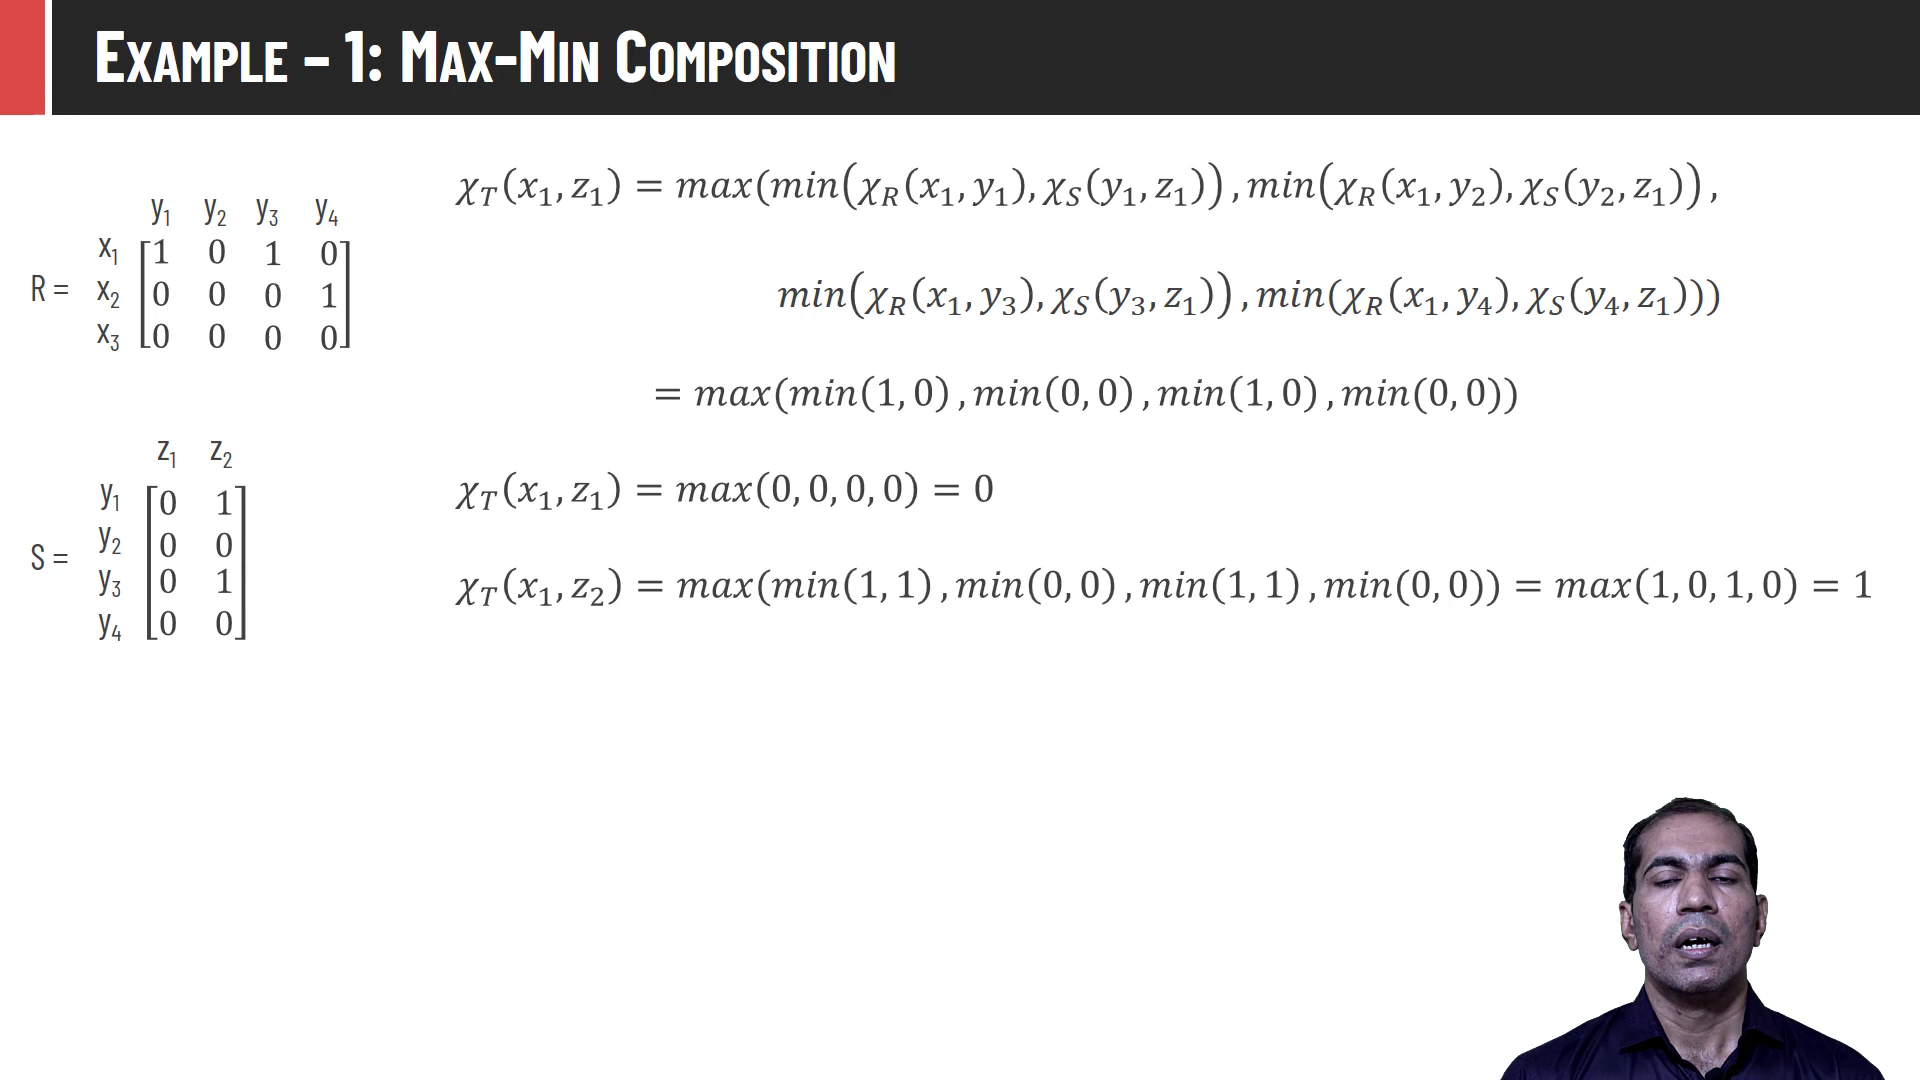 EXAMPLE – 1: MAX-MIN COMPOSITION
y₁ y₂ y₃ y₄
R =
x₁ [1 0 1 0]
x₂ [0 0 0 1]
x₃ [0 0 0 0]
z₁ z₂
S =
y₁ [0 1]
y₂ [0 0]
y₃ [0 1]
y₄ [0 0]
χ_T(x₁, z₁) = max(min(χ_R(x₁, y₁), χ_S(y₁, z₁)), min(χ_R(x₁, y₂), χ_S(y₂, z₁)),
min(χ_R(x₁, y₃), χ_S(y₃, z₁)), min(χ_R(x₁, y₄), χ_S(y₄, z₁)))
= max(min(1, 0), min(0, 0), min(1, 0), min(0, 0))
χ_T(x₁, z₁) = max(0, 0, 0, 0) = 0
χ_T(x₁, z₂) = max(min(1, 1), min(0, 0), min(1, 1), min(0, 0)) = max(1, 0, 1, 0) = 1